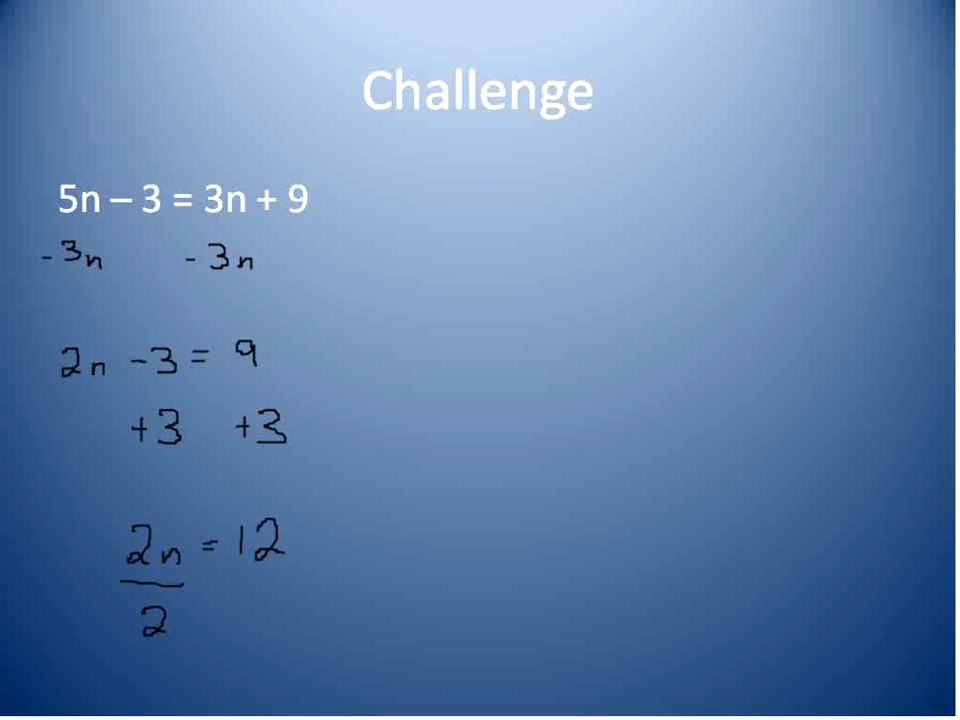 Challenge
5n – 3 = 3n + 9
- 3n - 3n
2n - 3 = 9
+3 +3
2n = 12
2